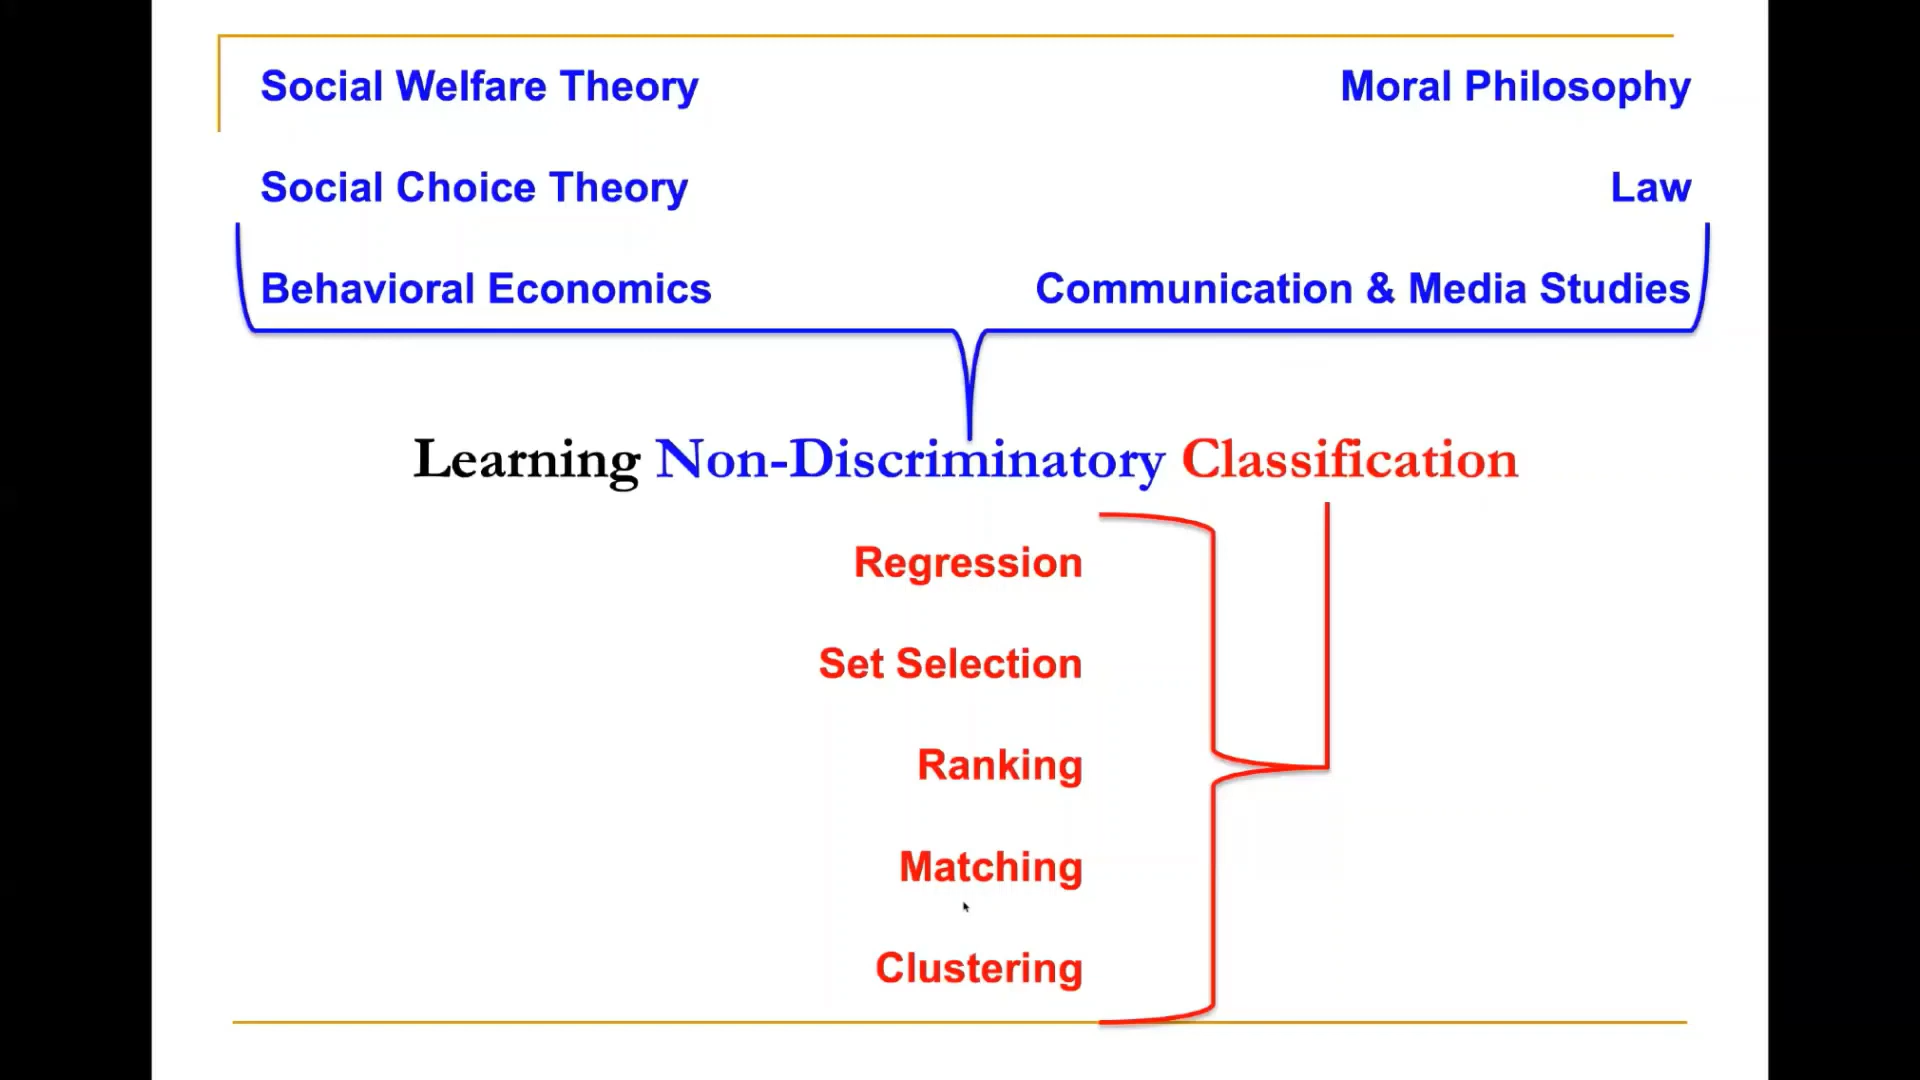 Social Welfare Theory
Moral Philosophy
Social Choice Theory
Law
Behavioral Economics
Communication & Media Studies
Learning Non-Discriminatory Classification
Regression
Set Selection
Ranking
Matching
Clustering